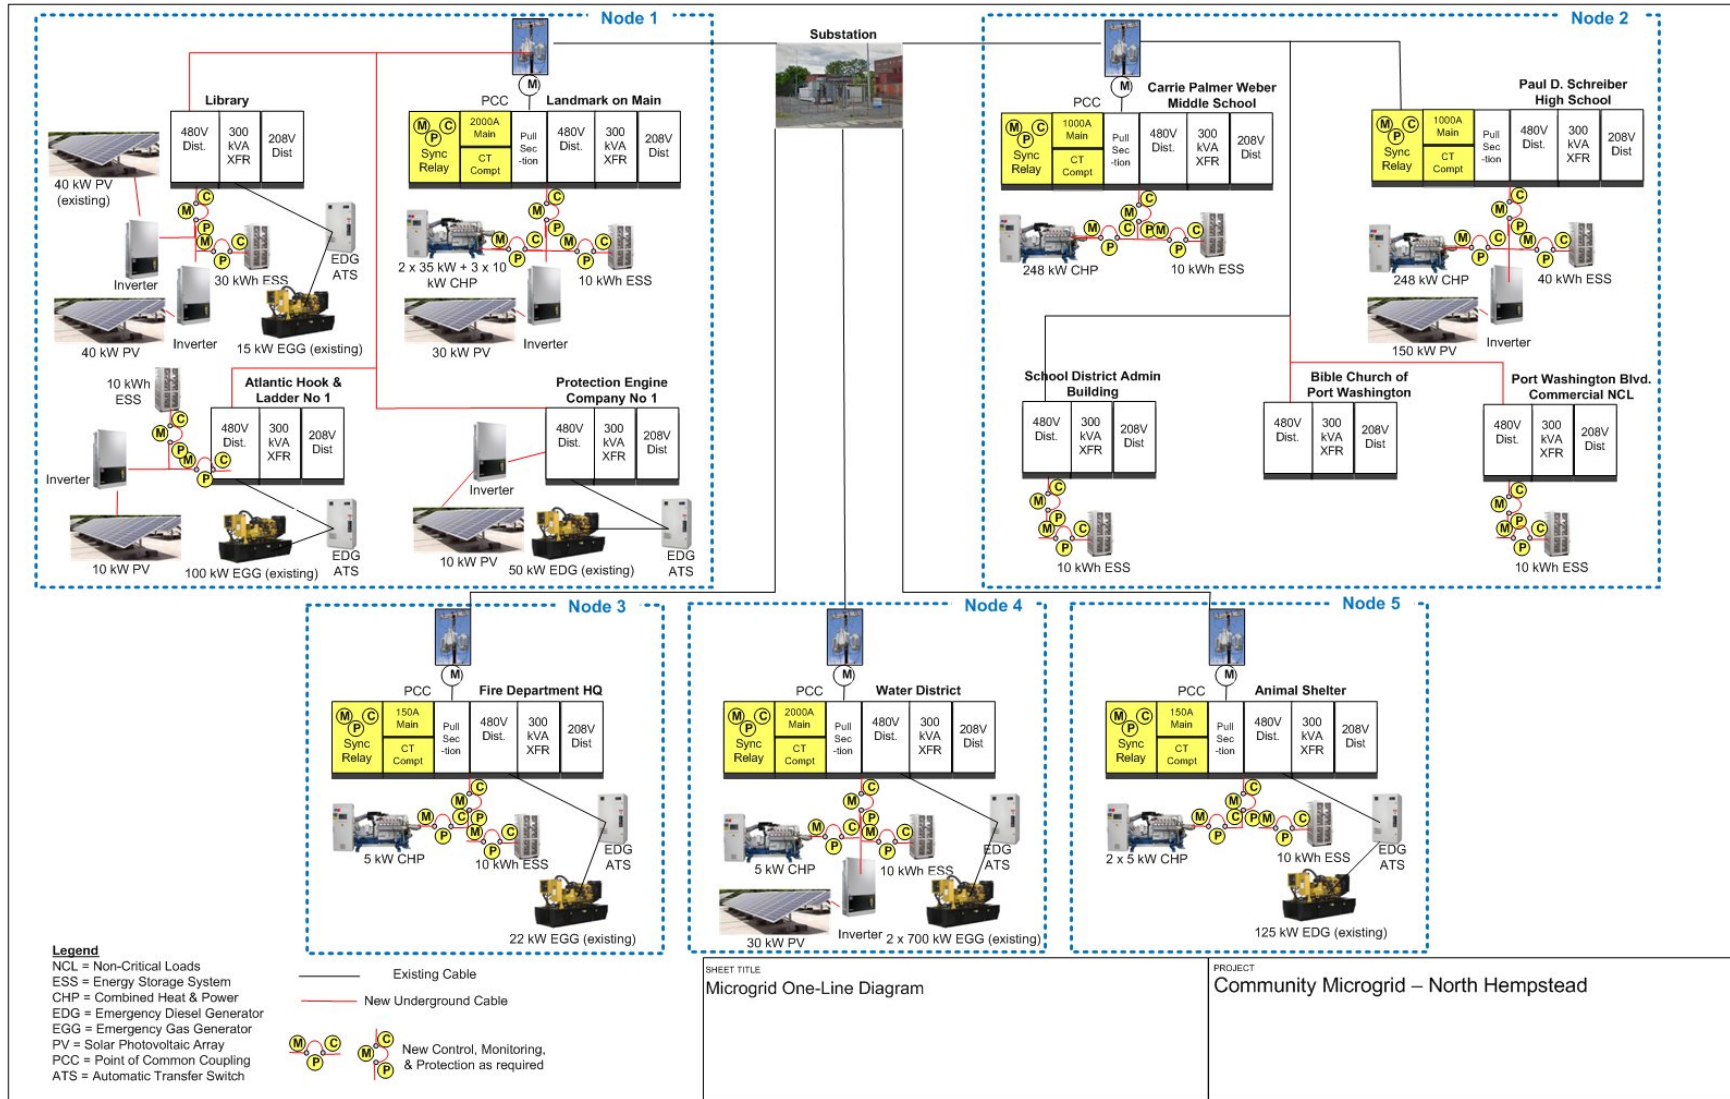 Node 1
Substation
Node 2
Library
PCC
Landmark on Main
PCC
Carrie Palmer Weber
Middle School
Paul D. Schreiber
High School
480V
Dist.
300
kVA
XFR
208V
Dist
M
C
P
Sync
Relay
2000A
Main
CT
Compt
Pull
Sec
-tion
480V
Dist.
300
kVA
XFR
208V
Dist
M
C
P
Sync
Relay
1000A
Main
CT
Compt
Pull
Sec
-tion
480V
Dist.
300
kVA
XFR
208V
Dist
M
C
P
Sync
Relay
1000A
Main
CT
Compt
Pull
Sec
-tion
480V
Dist.
300
kVA
XFR
208V
Dist
40 kW PV
(existing)
Inverter
30 kWh ESS
EDG
ATS
40 kW PV
Inverter
15 kW EGG (existing)
2 x 35 kW + 3 x 10
kW CHP
10 kWh ESS
30 kW PV
Inverter
248 kW CHP
10 kWh ESS
248 kW CHP
40 kWh ESS
150 kW PV
Inverter
10 kWh
ESS
Atlantic Hook &
Ladder No 1
480V
Dist.
300
kVA
XFR
208V
Dist
Inverter
10 kW PV
100 kW EGG (existing)
EDG
ATS
Protection Engine
Company No 1
480V
Dist.
300
kVA
XFR
208V
Dist
Inverter
10 kW PV
50 kW EDG (existing)
EDG
ATS
School District Admin
Building
480V
Dist.
300
kVA
XFR
208V
Dist
10 kWh ESS
Bible Church of
Port Washington
480V
Dist.
300
kVA
XFR
208V
Dist
Port Washington Blvd.
Commercial NCL
480V
Dist.
300
kVA
XFR
208V
Dist
10 kWh ESS
Node 3
M
PCC
Fire Department HQ
M
C
P
Sync
Relay
150A
Main
CT
Compt
Pull
Sec
-tion
480V
Dist.
300
kVA
XFR
208V
Dist
5 kW CHP
10 kWh ESS
EDG
ATS
22 kW EGG (existing)
Node 4
M
PCC
Water District
M
C
P
Sync
Relay
2000A
Main
CT
Compt
Pull
Sec
-tion
480V
Dist.
300
kVA
XFR
208V
Dist
5 kW CHP
10 kWh ESS
EDG
ATS
30 kW PV
Inverter
2 x 700 kW EGG (existing)
Node 5
M
PCC
Animal Shelter
M
C
P
Sync
Relay
150A
Main
CT
Compt
Pull
Sec
-tion
480V
Dist.
300
kVA
XFR
208V
Dist
2 x 5 kW CHP
10 kWh ESS
EDG
ATS
125 kW EDG (existing)
Legend
NCL = Non-Critical Loads
ESS = Energy Storage System
CHP = Combined Heat & Power
EDG = Emergency Diesel Generator
EGG = Emergency Gas Generator
PV = Solar Photovoltaic Array
PCC = Point of Common Coupling
ATS = Automatic Transfer Switch
Existing Cable
New Underground Cable
M
C
P
C
M
P
New Control, Monitoring,
& Protection as required
SHEET TITLE
Microgrid One-Line Diagram
PROJECT
Community Microgrid – North Hempstead